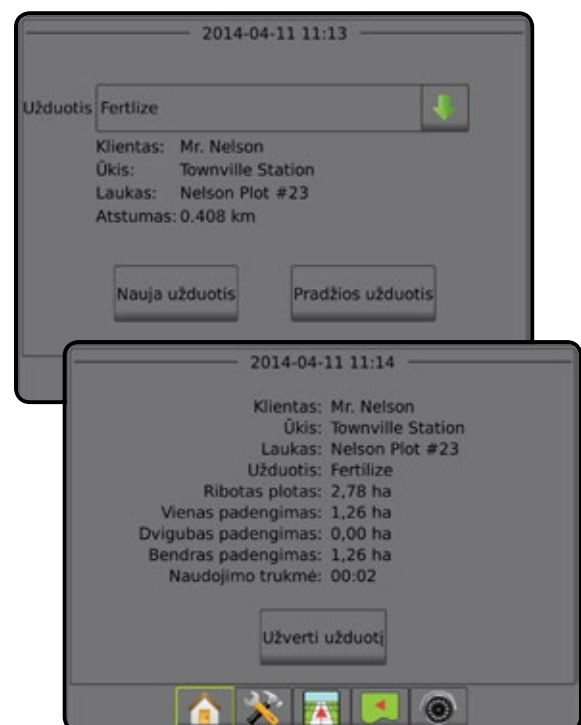 2014-04-11 11:13
Užduotis Fertlize
Klientas: Mr. Nelson
Ūkis: Townville Station
Laukas: Nelson Plot #23
Atstumas: 0.408 km
Nauja užduotis Pradžios užduotis
2014-04-11 11:14
Klientas: Mr. Nelson
Ūkis: Townville Station
Laukas: Nelson Plot #23
Užduotis: Fertilize
Ribotas plotas: 2,78 ha
Vienas padengimas: 1,26 ha
Dvigubas padengimas: 0,00 ha
Bendras padengimas: 1,26 ha
Naudojimo trukmė: 00:02
Užverti užduotį